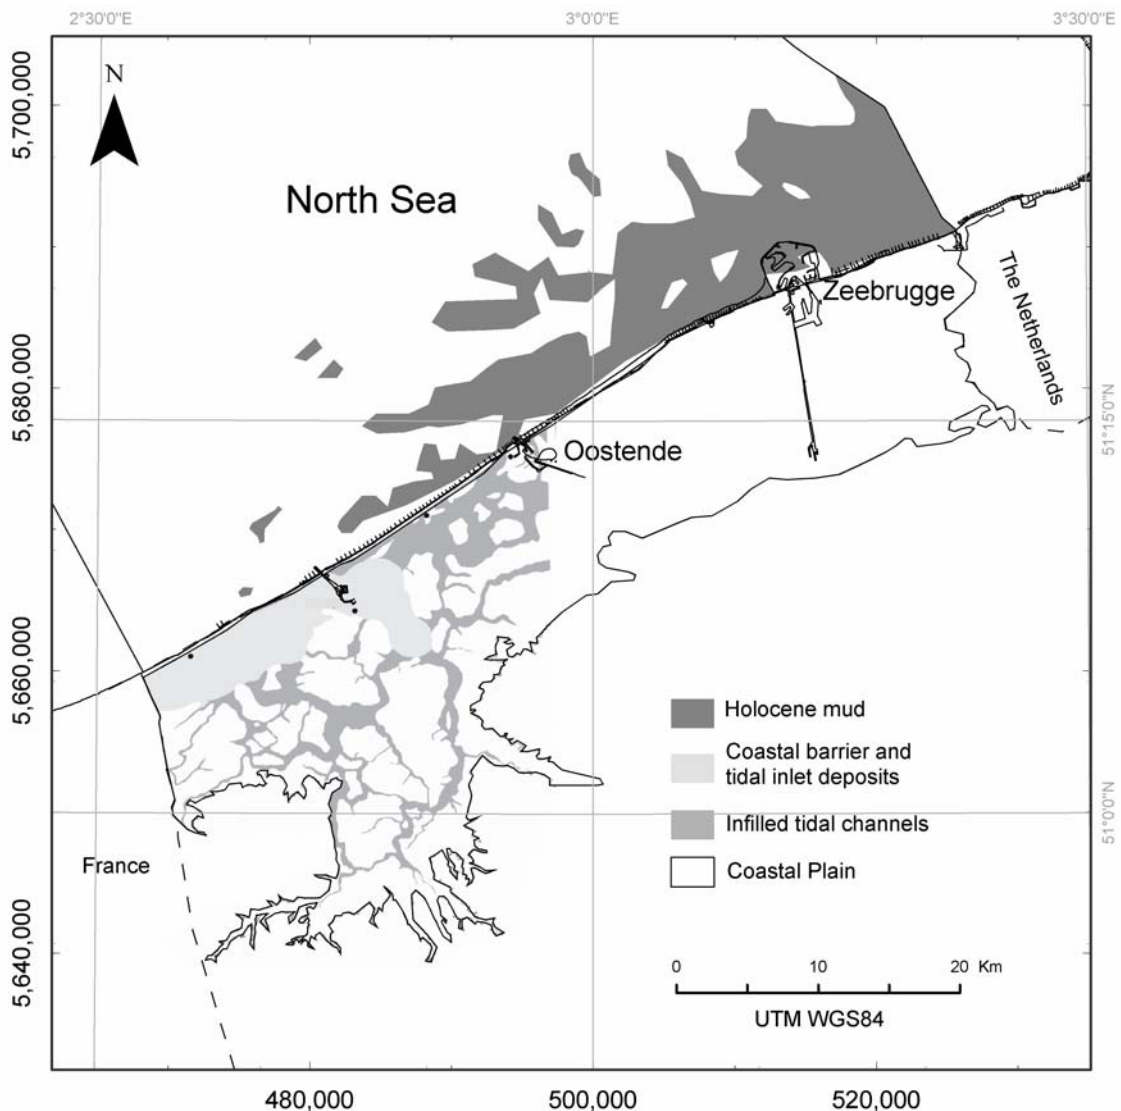 2°30'0"E
3°0'0"E
3°30'0"E
N
5,700,000
North Sea
Zeebrugge
The Netherlands
5,680,000
51°15'0"N
Oostende
5,660,000
Holocene mud
Coastal barrier and
tidal inlet deposits
Infilled tidal channels
51°0'0"N
France
Coastal Plain
5,640,000
0
10
20 Km
UTM WGS84
480,000
500,000
520,000